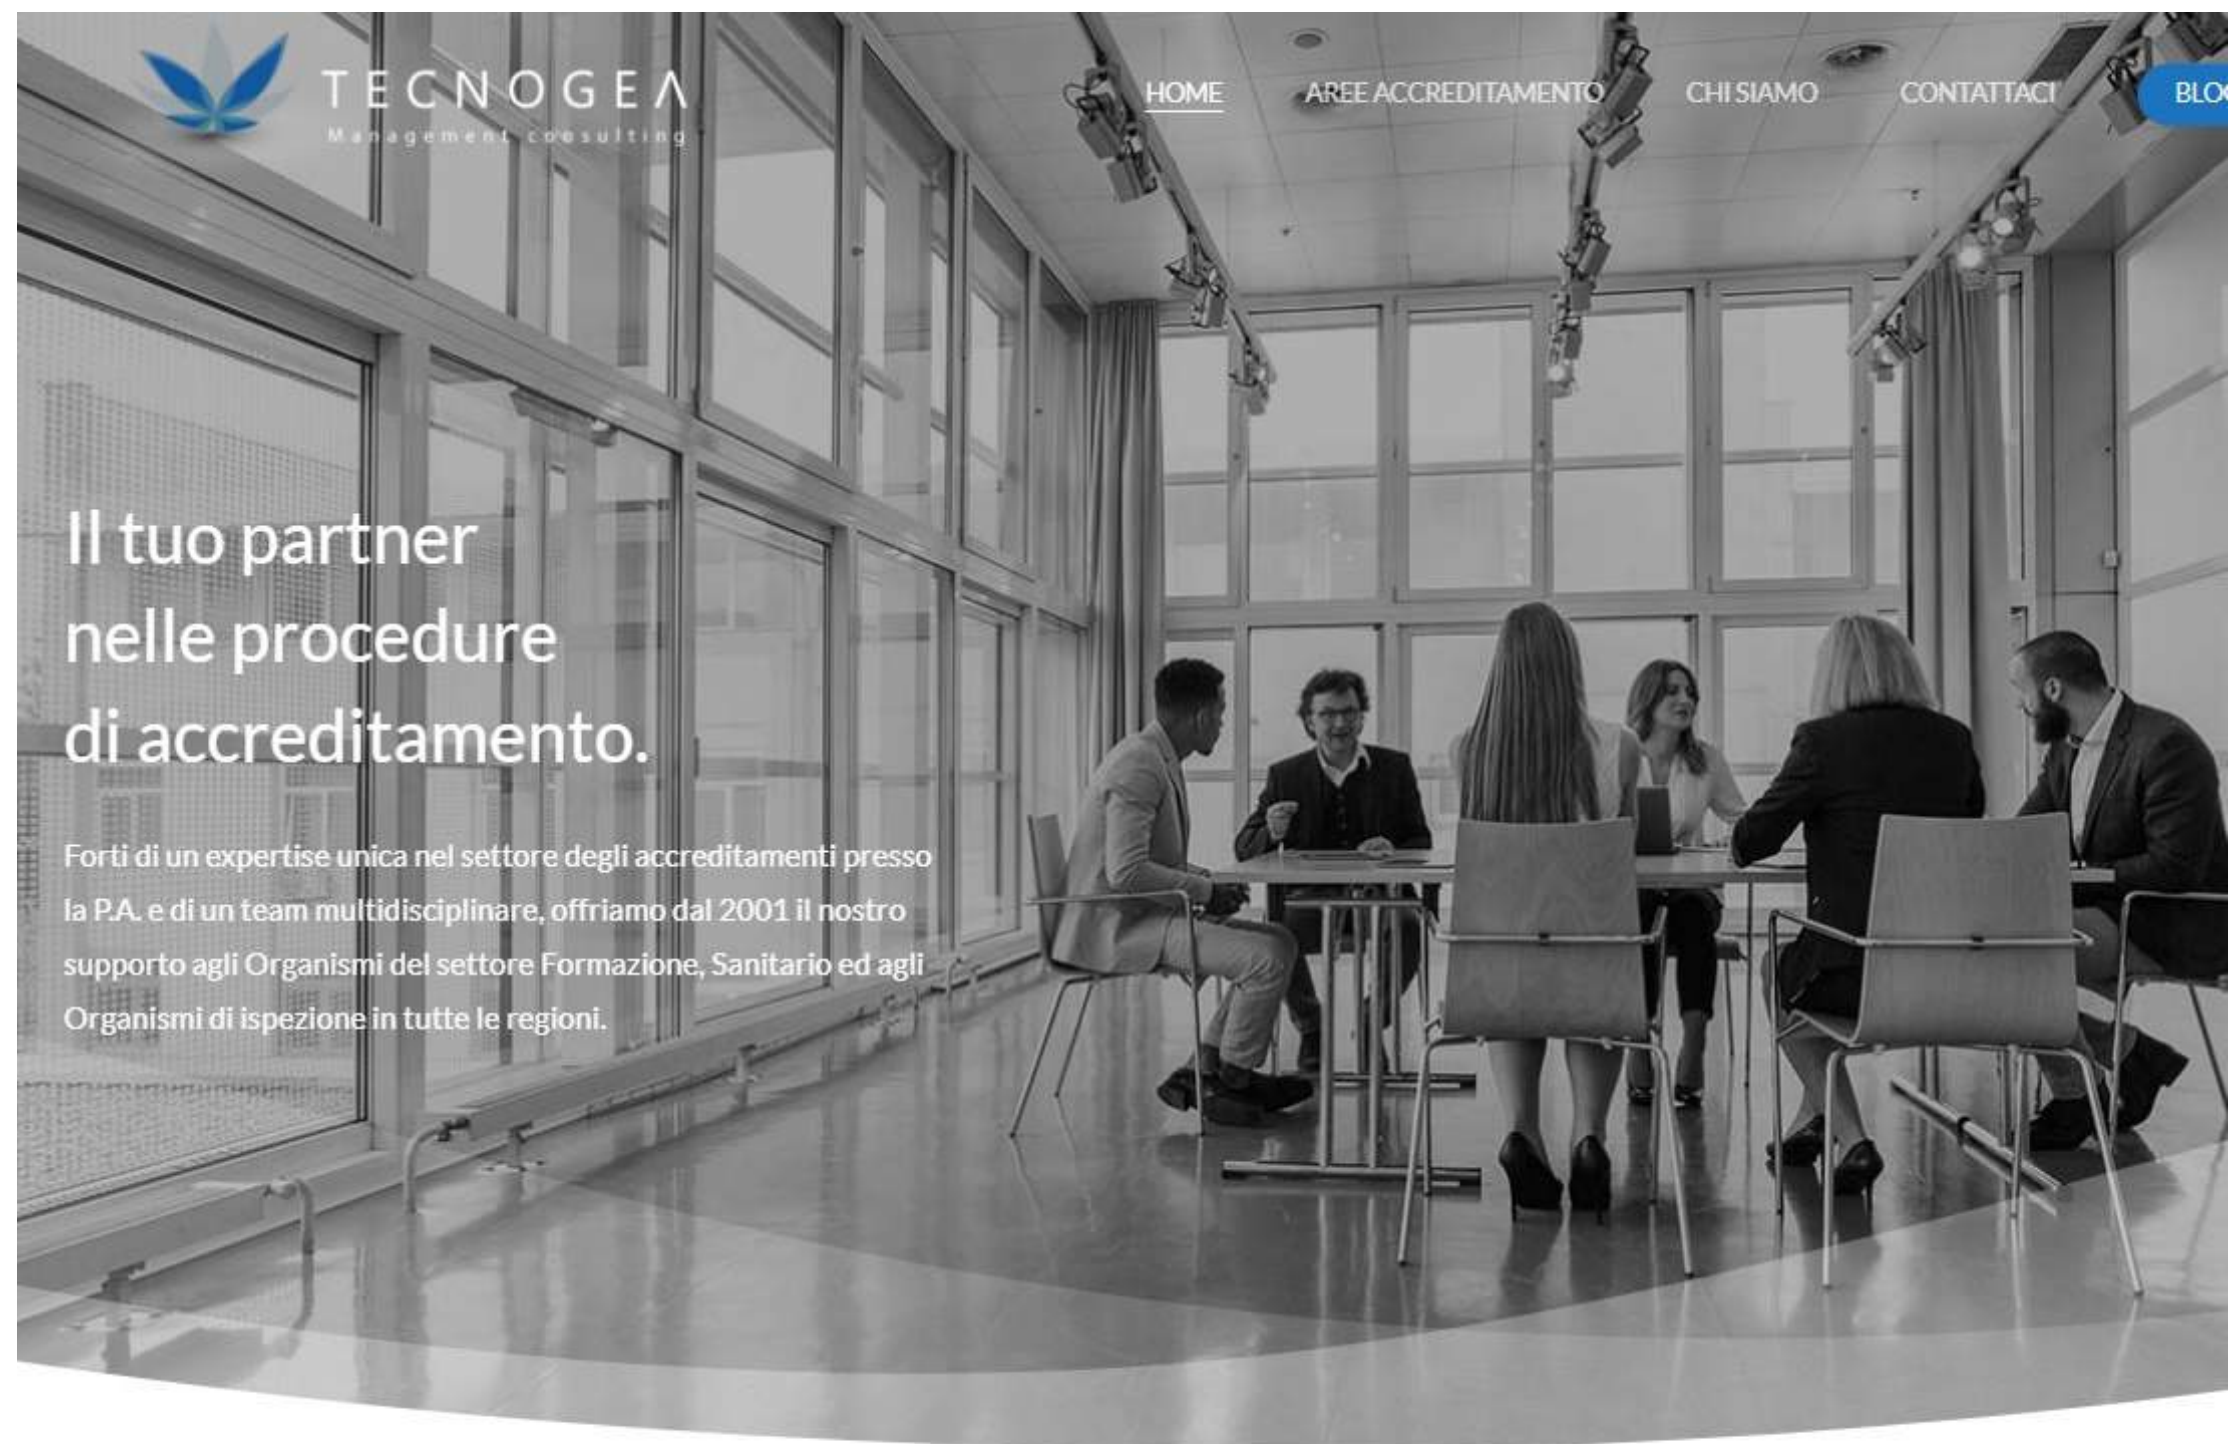 TECNOGEA
Management consulting
HOME AREE ACCREDITAMENTO CHI SIAMO CONTATTACI
Il tuo partner
nelle procedure
di accreditamento.
Forti di un expertise unica nel settore degli accreditamenti presso
la P.A. e di un team multidisciplinare, offriamo dal 2001 il nostro
supporto agli Organismi del settore Formazione, Sanitario ed agli
Organismi di ispezione in tutte le regioni.